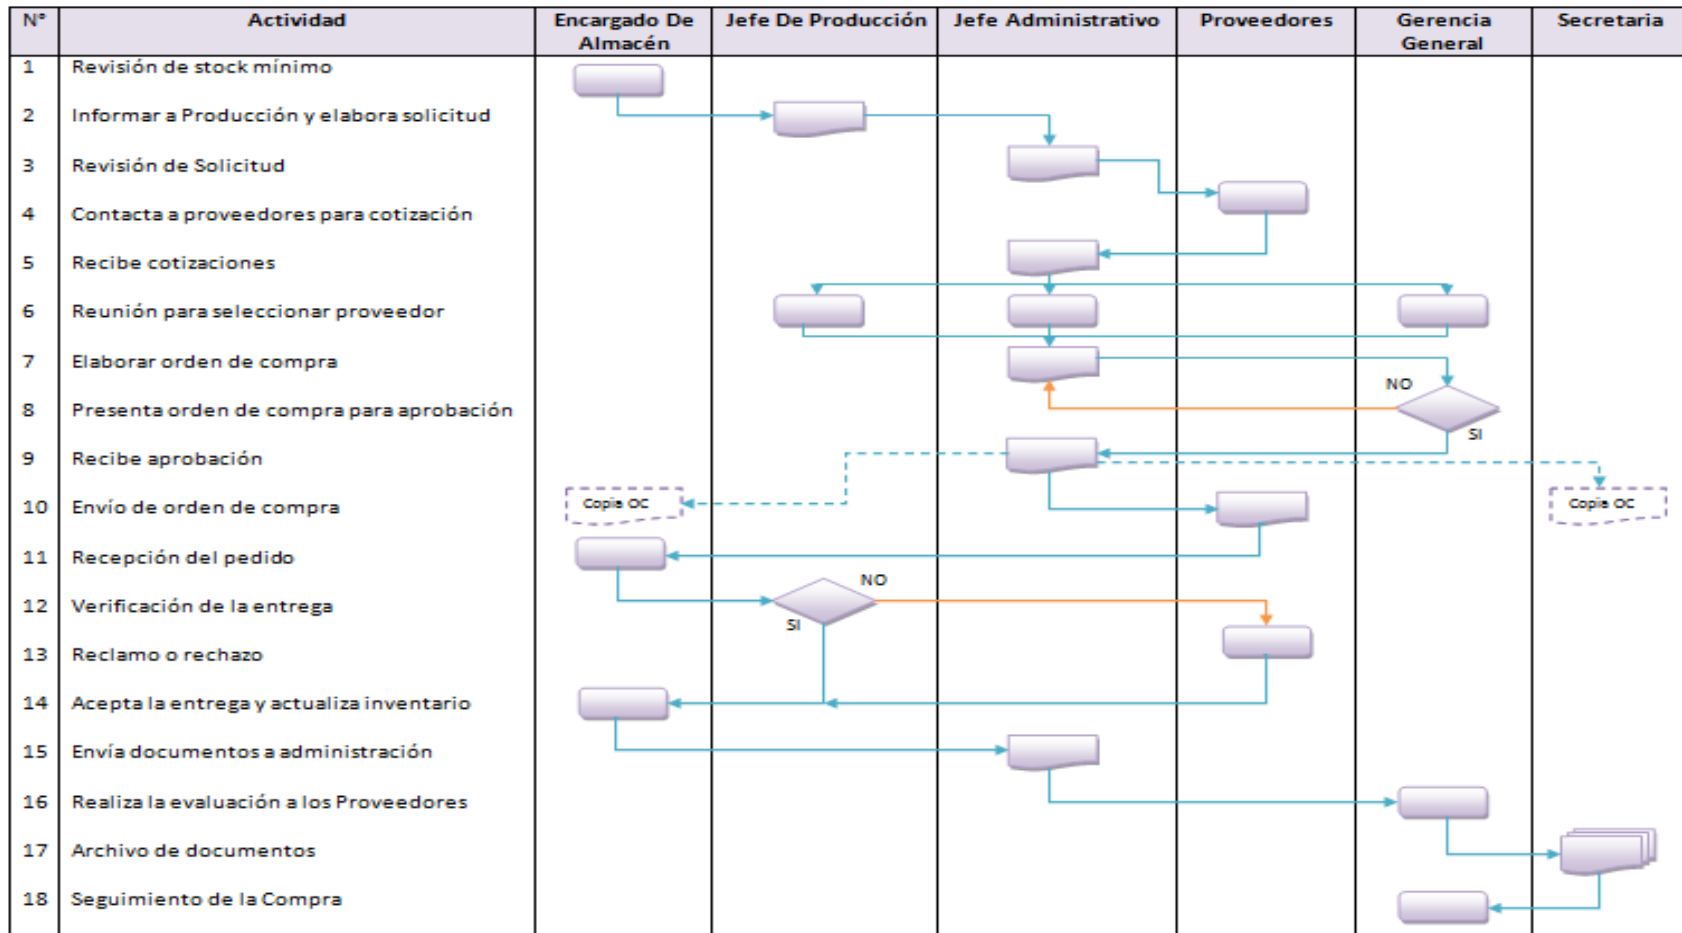 N° Actividad Encargado De Almacén Jefe De Producción Jefe Administrativo Proveedores Gerencia General Secretaria
1 Revisión de stock mínimo
2 Informar a Producción y elabora solicitud
3 Revisión de Solicitud
4 Contacta a proveedores para cotización
5 Recibe cotizaciones
6 Reunión para seleccionar proveedor
7 Elaborar orden de compra
NO
8 Presenta orden de compra para aprobación
SI
9 Recibe aprobación
10 Envío de orden de compra Copia OC Copia OC
11 Recepción del pedido
NO
12 Verificación de la entrega
SI
13 Reclamo o rechazo
14 Acepta la entrega y actualiza inventario
15 Envía documentos a administración
16 Realiza la evaluación a los Proveedores
17 Archivo de documentos
18 Seguimiento de la Compra